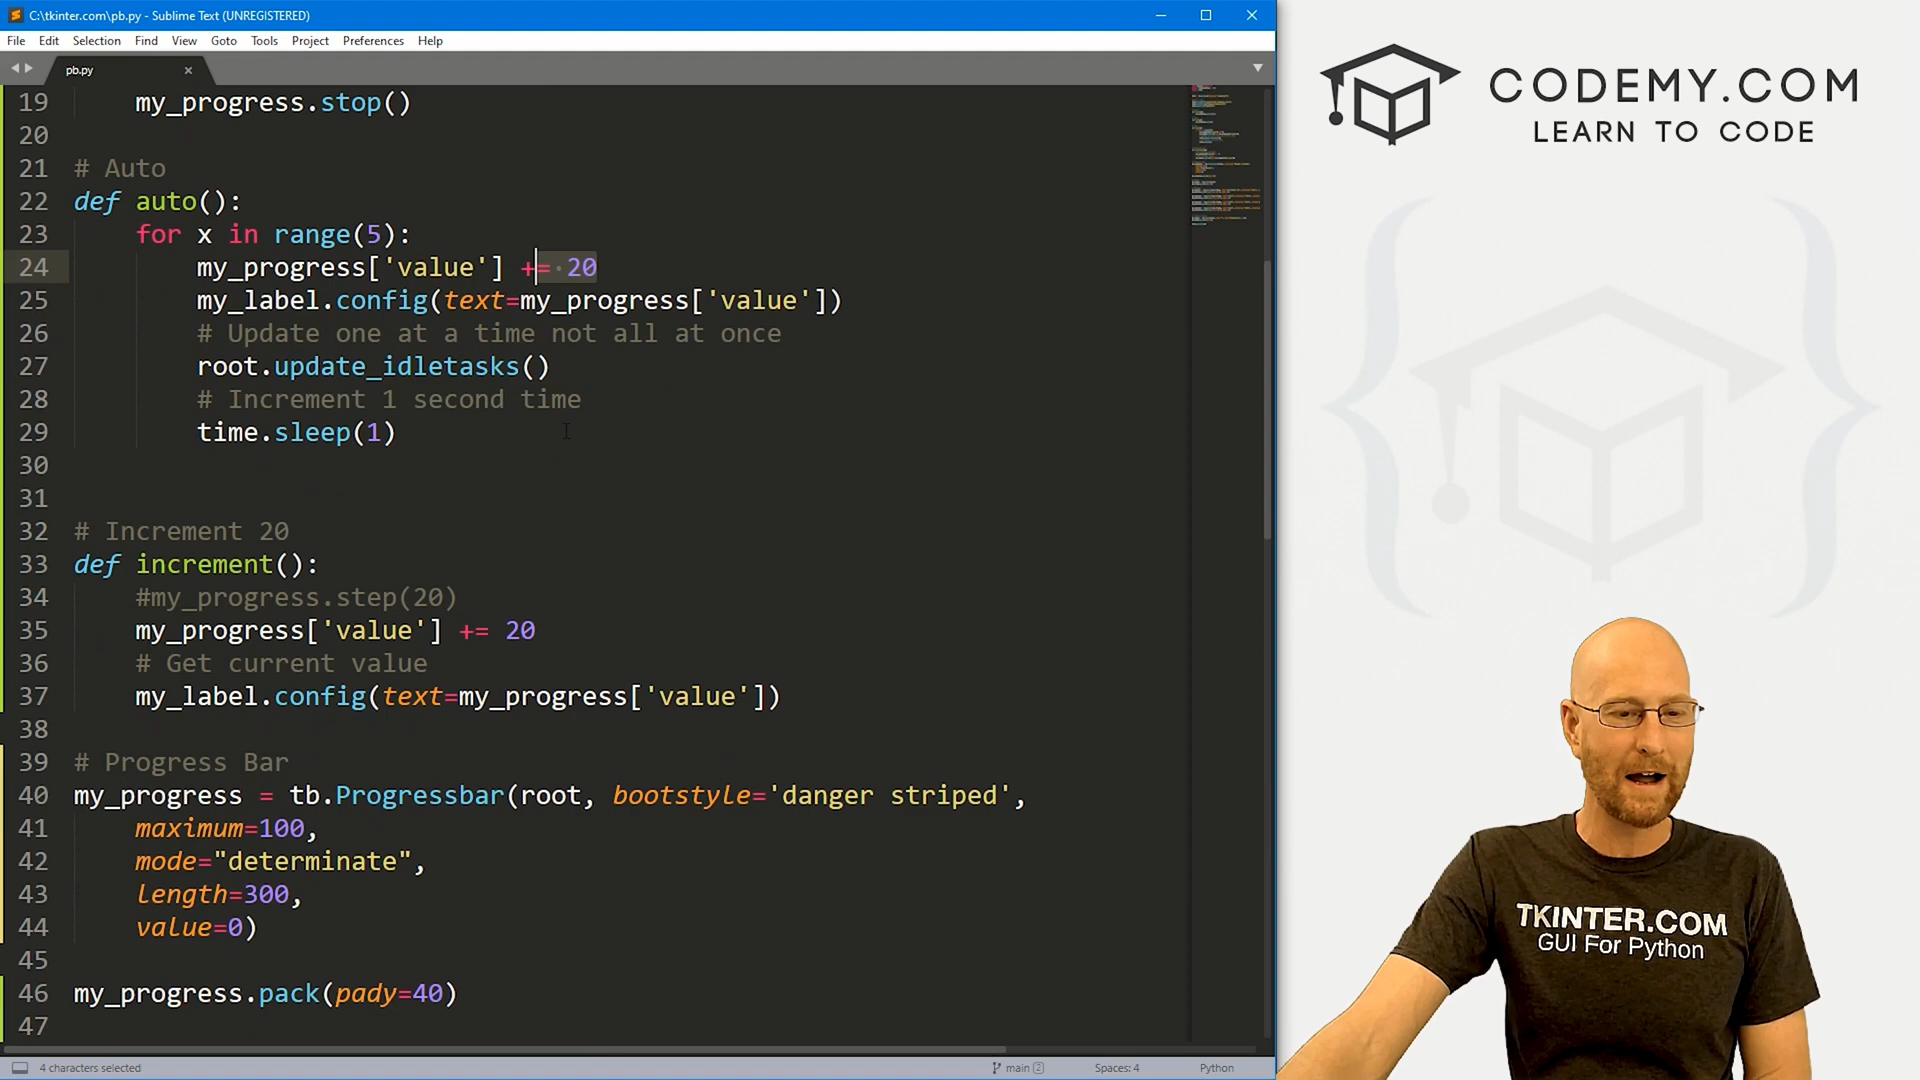 C:\tkinter.com\pb.py - Sublime Text (UNREGISTERED)
File Edit Selection Find View Goto Tools Project Preferences Help
pb.py
19 my_progress.stop()
20
21 # Auto
22 def auto():
23 for x in range(5):
24 my_progress['value'] += 20
25 my_label.config(text=my_progress['value'])
26 # Update one at a time not all at once
27 root.update_idletasks()
28 # Increment 1 second time
29 time.sleep(1)
30
31
32 # Increment 20
33 def increment():
34 #my_progress.step(20)
35 my_progress['value'] += 20
36 # Get current value
37 my_label.config(text=my_progress['value'])
38
39 # Progress Bar
40 my_progress = tb.Progressbar(root, bootstyle='danger striped',
41 maximum=100,
42 mode="determinate",
43 length=300,
44 value=0)
45
46 my_progress.pack(pady=40)
47
4 characters selected
main 2
Spaces: 4
Python
CODEMY.COM
LEARN TO CODE
TKINTER.COM
GUI For Python